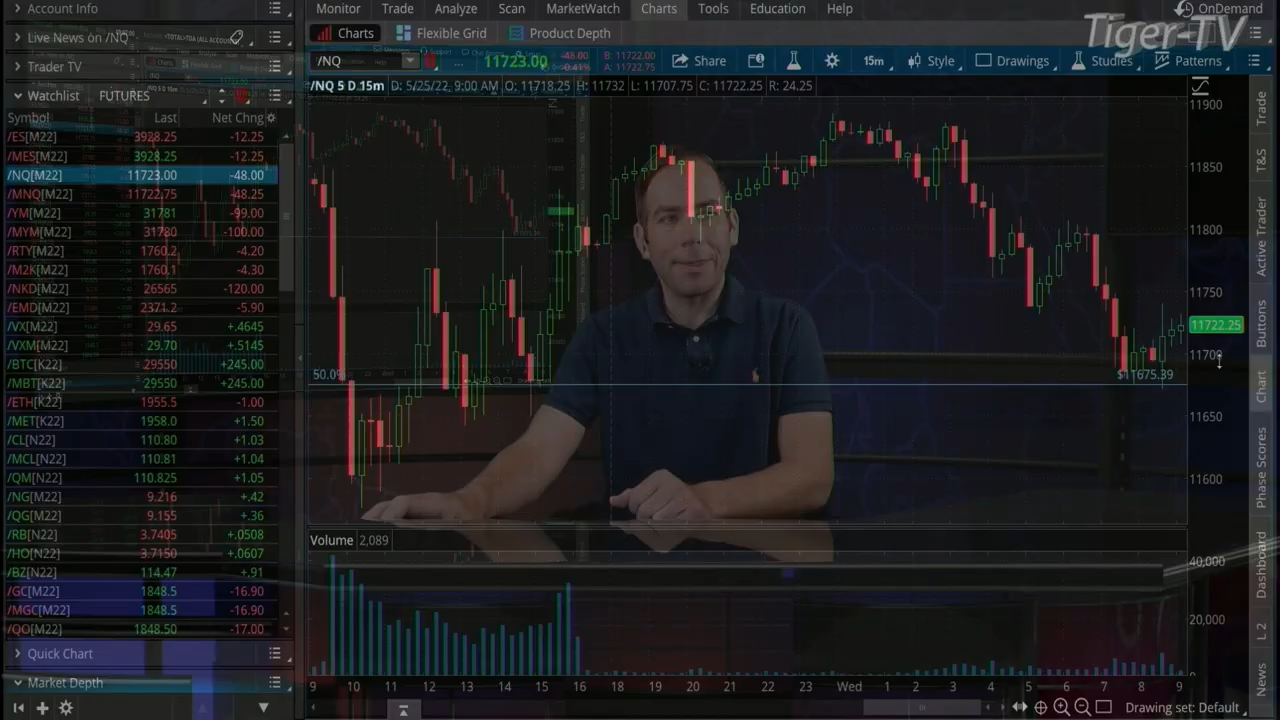 Account Info
Live News on /NQ
Trader TV
Watchlist FUTURES
Symbol Last Net Chng
/ES[M22] 3928.25 -12.25
/MES[M22] 3928.25 -12.25
/NQ[M22] 11723.00 -48.00
/MNQ[M22] 11722.75 -48.25
/YM[M22] 31781 -99.00
/MYM[M22] 31780 -100.00
/RTY[M22] 1760.2 -4.20
/M2K[M22] 1760.1 -4.30
/NKD[M22] 26565 -120.00
/EMD[M22] 2371.2 -5.90
/VX[M22] 29.65 +.4645
/VXM[M22] 29.70 +.5145
/BTC[K22] 29550 +245.00
/MBT[K22] 29550 +245.00
/ETH[K22] 1955.5 -1.00
/MET[K22] 1958.0 +1.50
/CL[N22] 110.80 +1.03
/MCL[N22] 110.81 +1.04
/QM[N22] 110.825 +1.05
/NG[M22] 9.216 +.42
/QG[M22] 9.155 +.36
/RB[N22] 3.7405 +.0508
/HO[N22] 3.7150 +.0607
/BZ[N22] 114.47 +.91
/GC[M22] 1848.5 -16.90
/MGC[M22] 1848.5 -16.90
/QO[M22] 1848.50 -17.00
Quick Chart
Market Depth
Monitor Trade Analyze Scan MarketWatch Charts Tools Education Help OnDemand
Tiger-TV
Charts Flexible Grid Product Depth
/NQ 11723.00 -48.00 -0.41% B: 11722.00 A: 11722.75 Share 15m Style Drawings Studies Patterns
/NQ 5 D 15m D: 5/25/22, 9:00 AM O: 11718.25 H: 11732 L: 11707.75 C: 11722.25 R: 24.25
11900
11850
11800
11750
11722.25
11700
50.0% $11675.39
11650
11600
Volume 2,089
40,000
20,000
9 10 11 12 13 14 15 16 17 18 19 20 21 22 23 Wed 2 3 4 5 6 7 8 9
Drawing set: Default
Trade
T&S
Active Trader
Buttons
Chart
Phase Scores
Dashboard
L 2
News